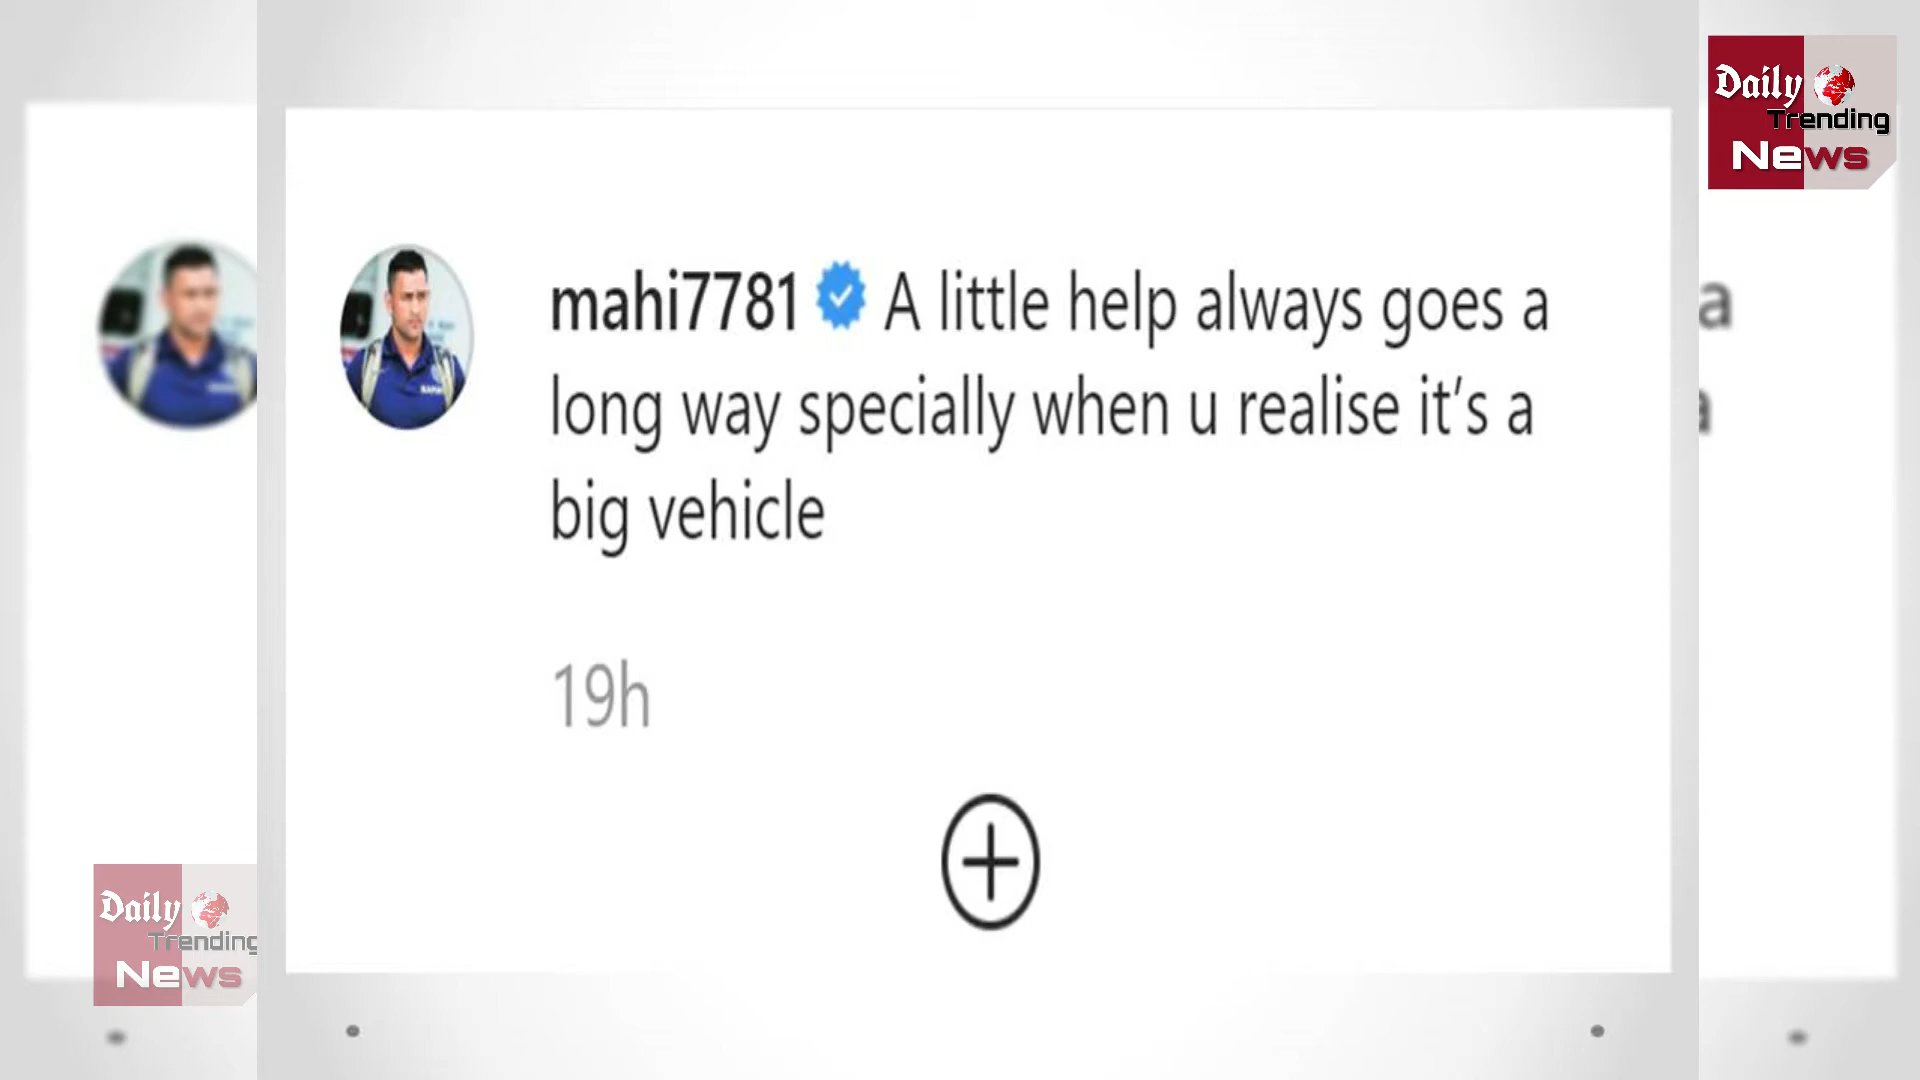 Daily
Trending
News
mahi7781 A little help always goes a
long way specially when u realise it's a
big vehicle
19h
a
a
Daily
Trending
News